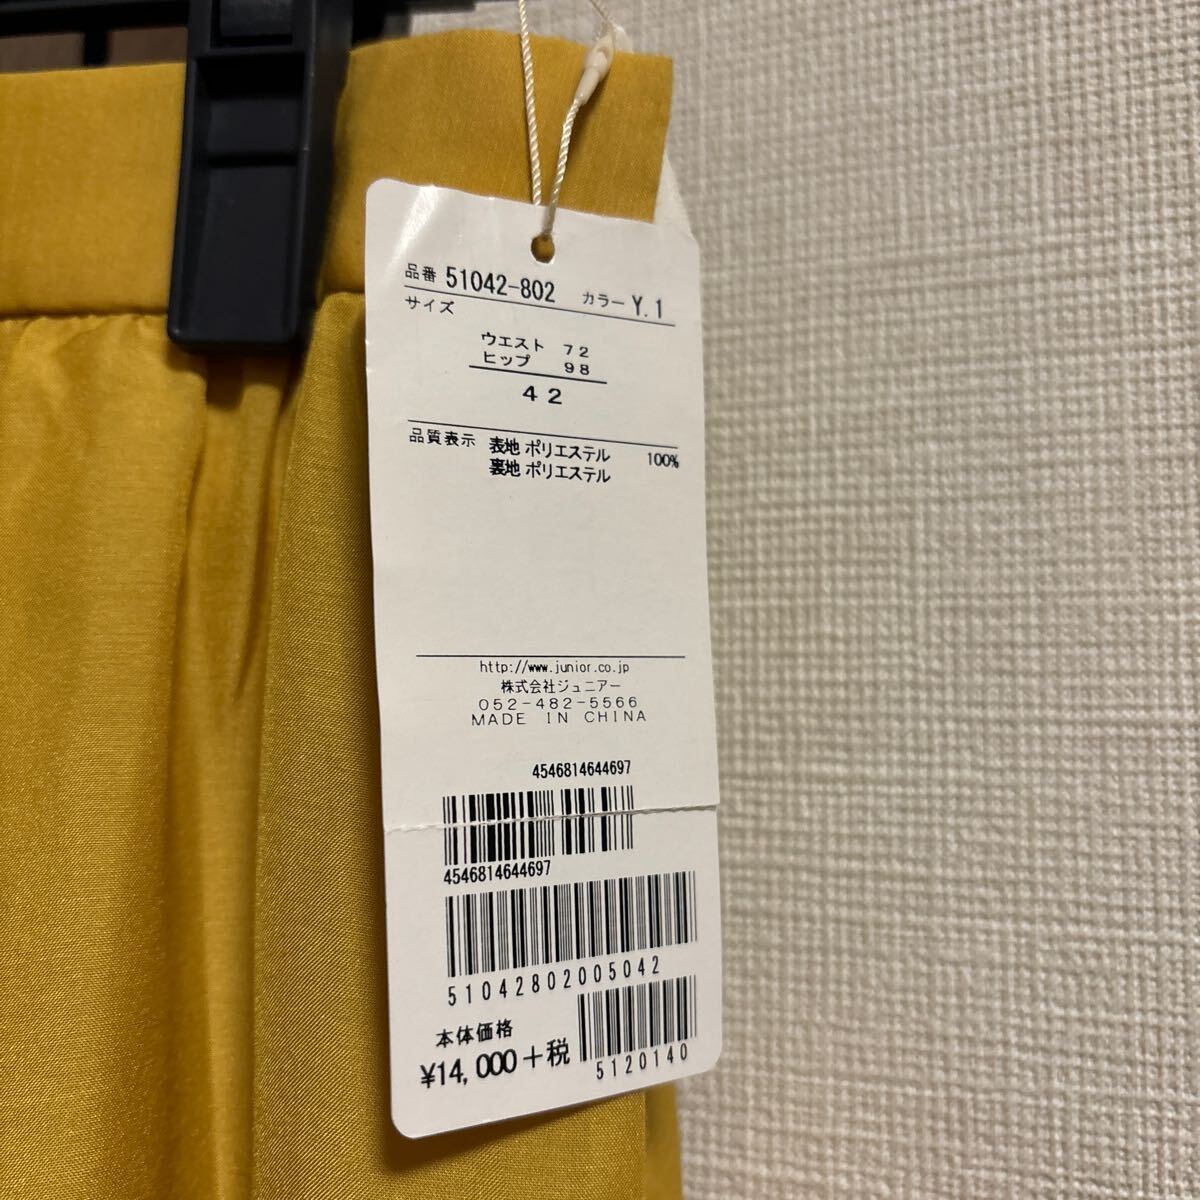 品番 51042-802 カラー Y.1
サイズ
ウエスト 72
ヒップ 98
42
品質表示 表地 ポリエステル 100%
裏地 ポリエステル
http://www.junior.co.jp
株式会社ジュニアー
052-482-5566
MADE IN CHINA
4546814644697
4546814644697
51042802005042
本体価格
¥14,000+税
5120140